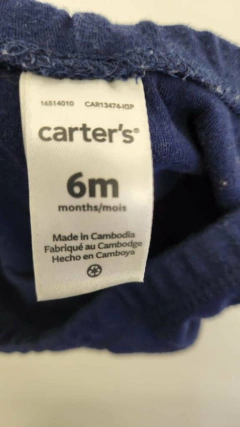 16514010 CAR13474-IGP
carter's®
6m
months/mois
Made in Cambodia
Fabriqué au Cambodge
Hecho en Camboya